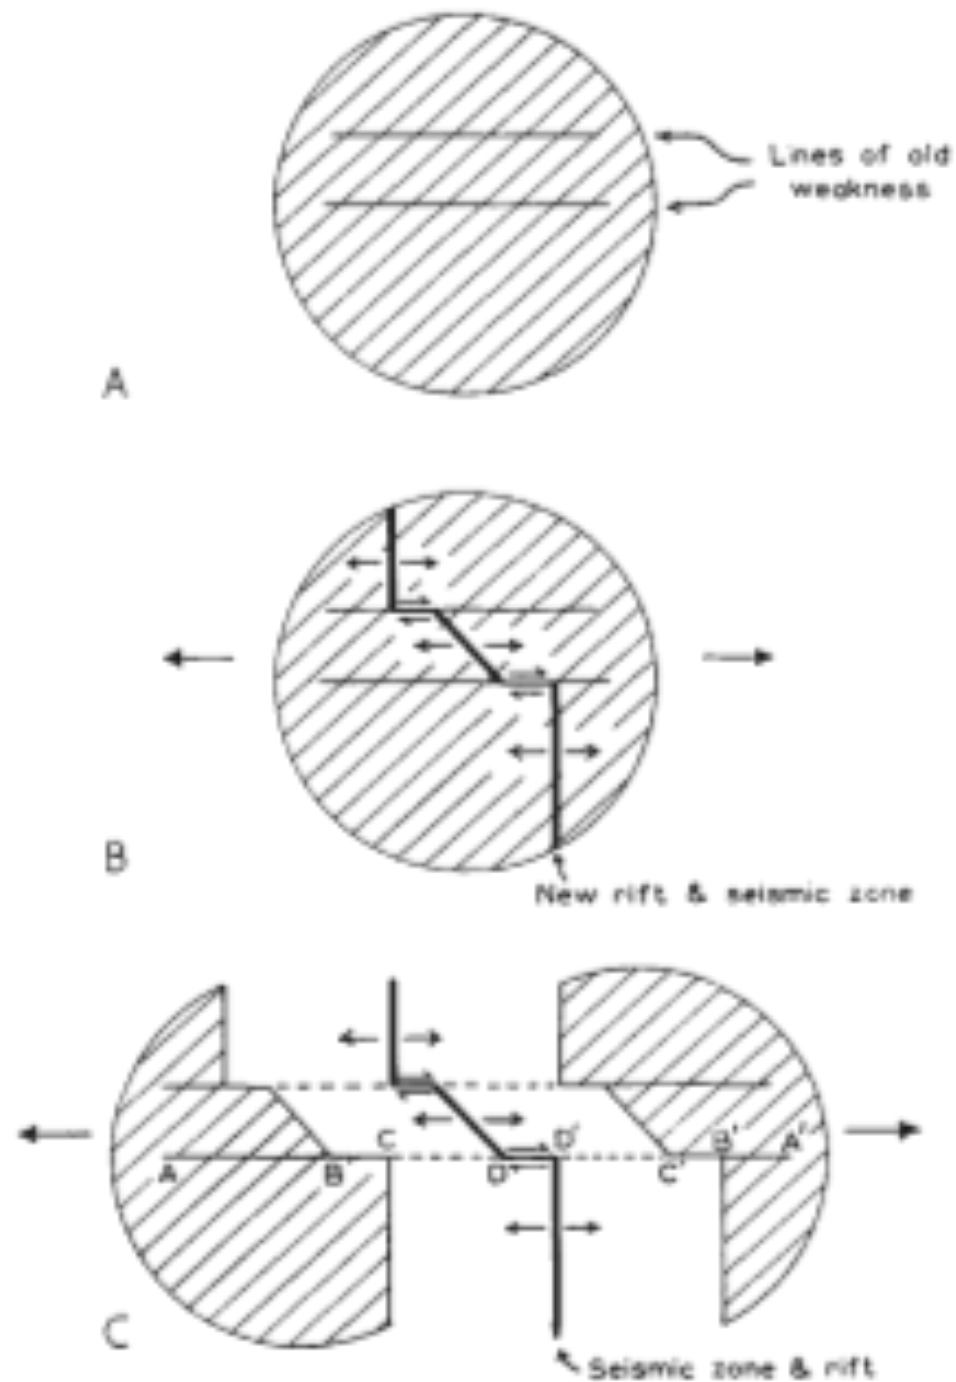 Lines of old
weakness
A
B
New rift & seismic zone
C D'
B' A'
A B D C'
C
Seismic zone & rift